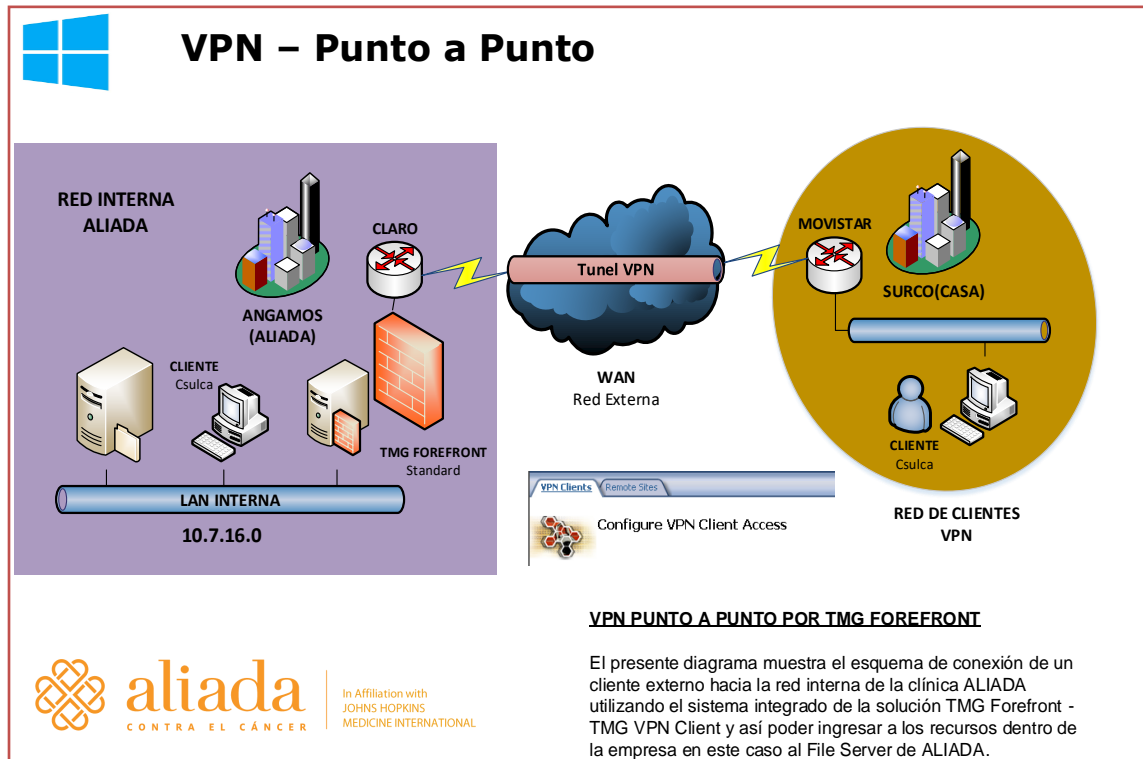 VPN – Punto a Punto
RED INTERNA
ALIADA
CLARO
ANGAMOS
(ALIADA)
CLIENTE
Csulca
TMG FOREFRONT
Standard
LAN INTERNA
10.7.16.0
Tunel VPN
WAN
Red Externa
MOVISTAR
SURCO(CASA)
CLIENTE
Csulca
RED DE CLIENTES
VPN
VPN Clients
Remote Sites
Configure VPN Client Access
aliada
CONTRA EL CÁNCER
In Affiliation with
JOHNS HOPKINS
MEDICINE INTERNATIONAL
VPN PUNTO A PUNTO POR TMG FOREFRONT
El presente diagrama muestra el esquema de conexión de un
cliente externo hacia la red interna de la clínica ALIADA
utilizando el sistema integrado de la solución TMG Forefront -
TMG VPN Client y así poder ingresar a los recursos dentro de
la empresa en este caso al File Server de ALIADA.